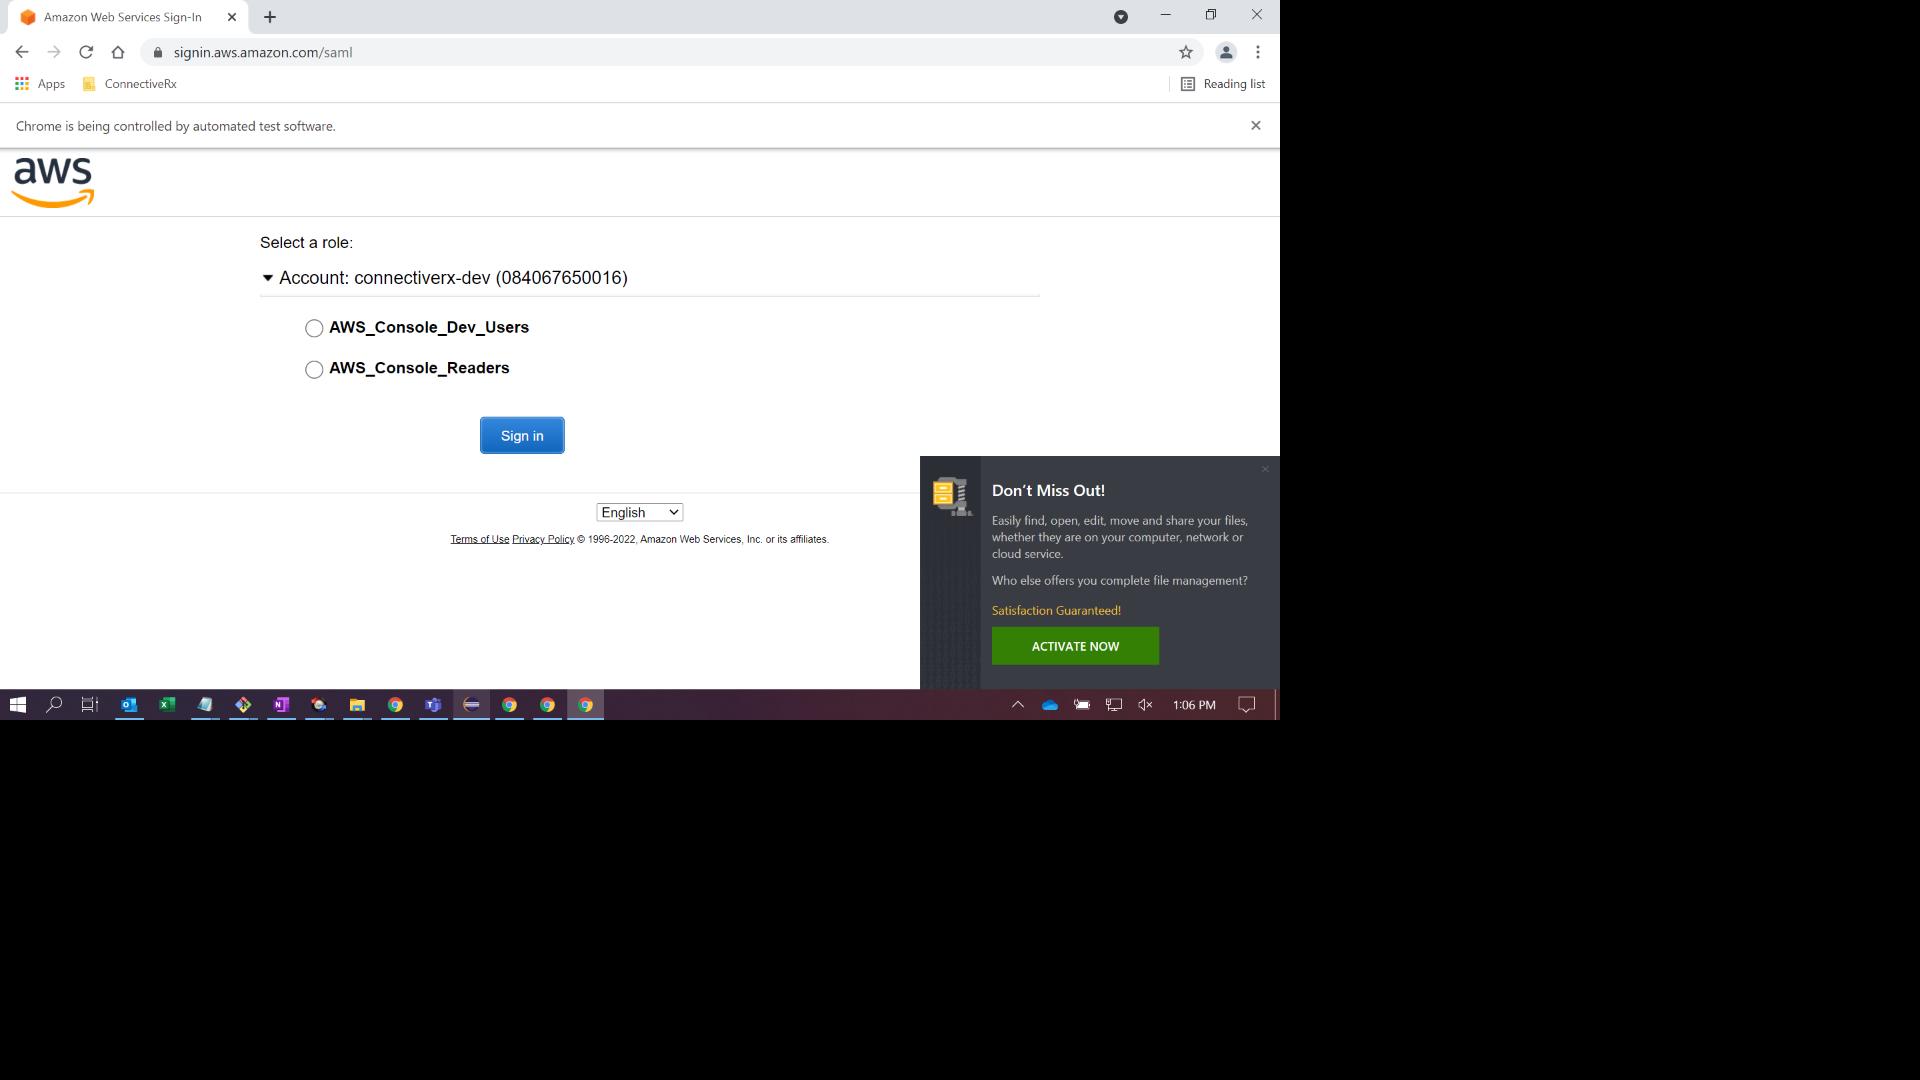 Amazon Web Services Sign-In
signin.aws.amazon.com/saml
Apps
ConnectiveRx
Reading list
Chrome is being controlled by automated test software.
aws
Select a role:
Account: connectiverx-dev (084067650016)
AWS_Console_Dev_Users
AWS_Console_Readers
Sign in
English
Terms of Use Privacy Policy © 1996-2022, Amazon Web Services, Inc. or its affiliates.
Don't Miss Out!
Easily find, open, edit, move and share your files,
whether they are on your computer, network or
cloud service.
Who else offers you complete file management?
Satisfaction Guaranteed!
ACTIVATE NOW
1:06 PM